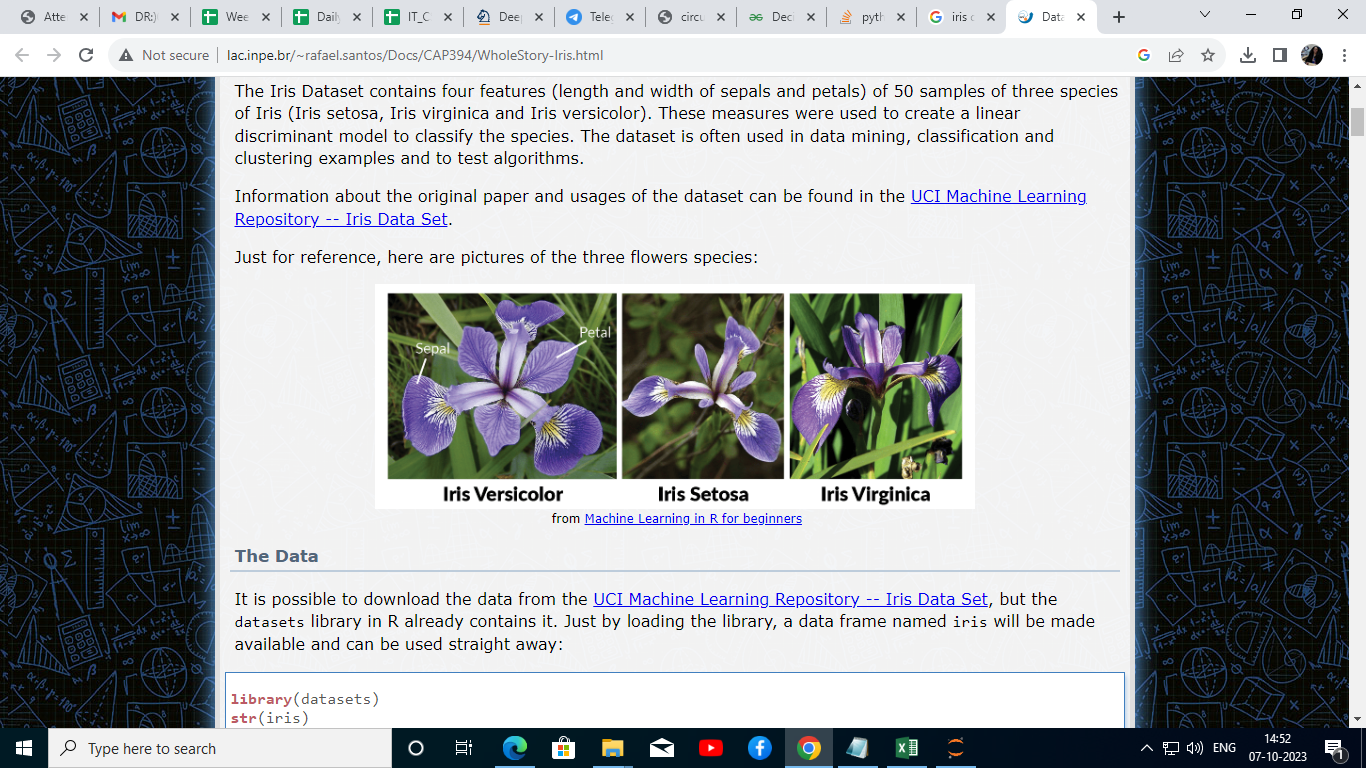 Atte
DR:)
Wee
Daily
IT_C
Dee
Tele
circu
Deci
pyth
iris c
Data
Not secure
lac.inpe.br/~rafael.santos/Docs/CAP394/WholeStory-Iris.html
The Iris Dataset contains four features (length and width of sepals and petals) of 50 samples of three species
of Iris (Iris setosa, Iris virginica and Iris versicolor). These measures were used to create a linear
discriminant model to classify the species. The dataset is often used in data mining, classification and
clustering examples and to test algorithms.
Information about the original paper and usages of the dataset can be found in the UCI Machine Learning
Repository -- Iris Data Set.
Just for reference, here are pictures of the three flowers species:
Sepal
Petal
Iris Versicolor
Iris Setosa
Iris Virginica
from Machine Learning in R for beginners
The Data
It is possible to download the data from the UCI Machine Learning Repository -- Iris Data Set, but the
datasets library in R already contains it. Just by loading the library, a data frame named iris will be made
available and can be used straight away:
library(datasets)
str(iris)
Type here to search
ENG
14:52
07-10-2023
1